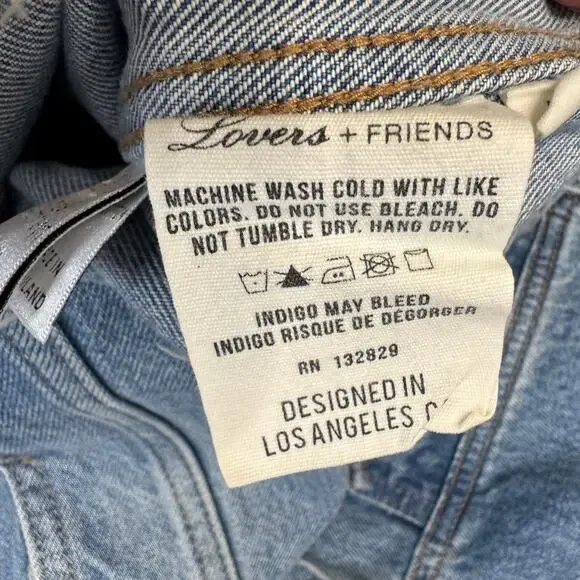 Lovers + FRIENDS
MACHINE WASH COLD WITH LIKE
COLORS. DO NOT USE BLEACH. DO
NOT TUMBLE DRY. HANG DRY.
INDIGO MAY BLEED
INDIGO RISQUE DE DÉGORGER
RN 132829
DESIGNED IN
LOS ANGELES
IN